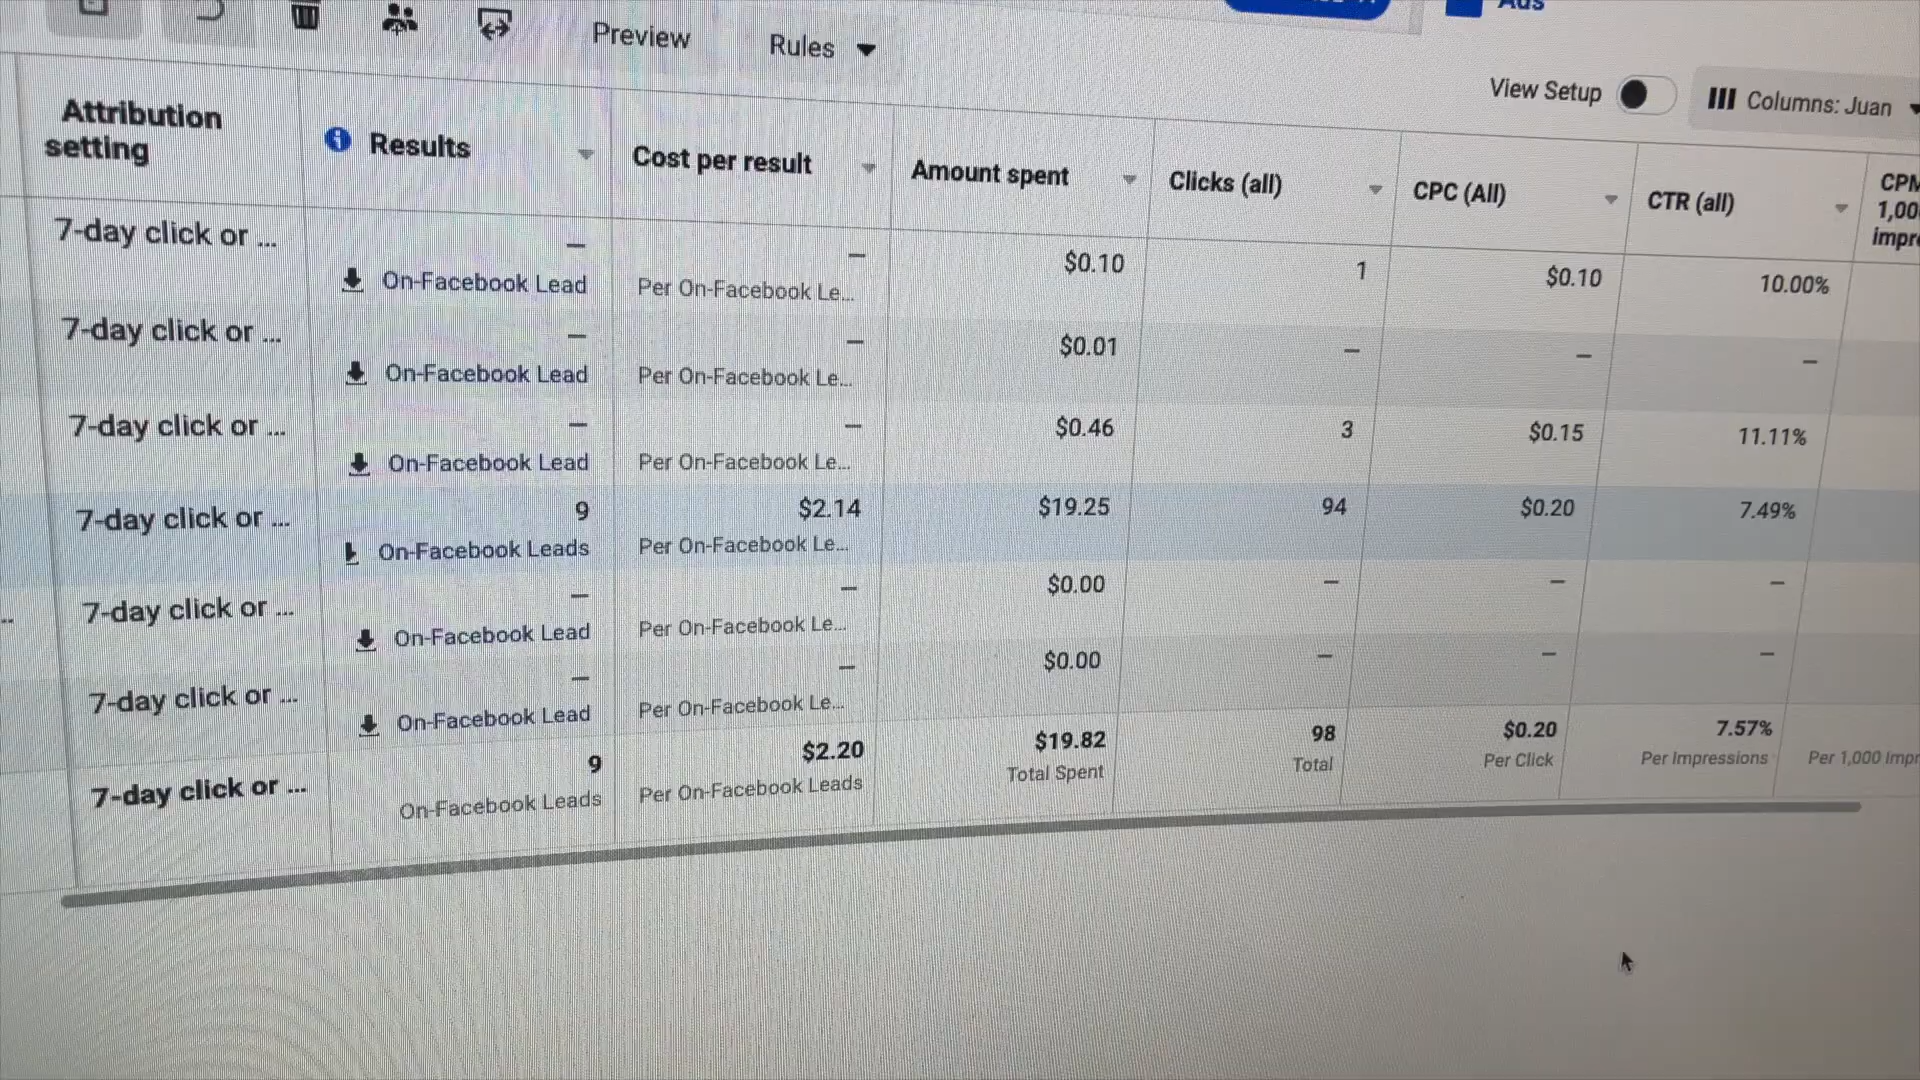 Ads
Preview
Rules
View Setup
Columns: Juan
Attribution
setting
Results
Cost per result
Amount spent
Clicks (all)
CPC (All)
CTR (all)
7-day click or ...
—
On-Facebook Lead
—
Per On-Facebook Le...
$0.10
1
$0.10
10.00%
7-day click or ...
—
On-Facebook Lead
—
Per On-Facebook Le...
$0.01
—
—
—
7-day click or ...
—
On-Facebook Lead
—
Per On-Facebook Le...
$0.46
3
$0.15
11.11%
7-day click or ...
9
On-Facebook Leads
$2.14
Per On-Facebook Le...
$19.25
94
$0.20
7.49%
7-day click or ...
—
On-Facebook Lead
—
Per On-Facebook Le...
$0.00
—
—
—
7-day click or ...
—
On-Facebook Lead
—
Per On-Facebook Le...
$0.00
—
—
—
7-day click or ...
9
On-Facebook Leads
$2.20
Per On-Facebook Leads
$19.82
Total Spent
98
Total
$0.20
Per Click
7.57%
Per Impressions
Per 1,000